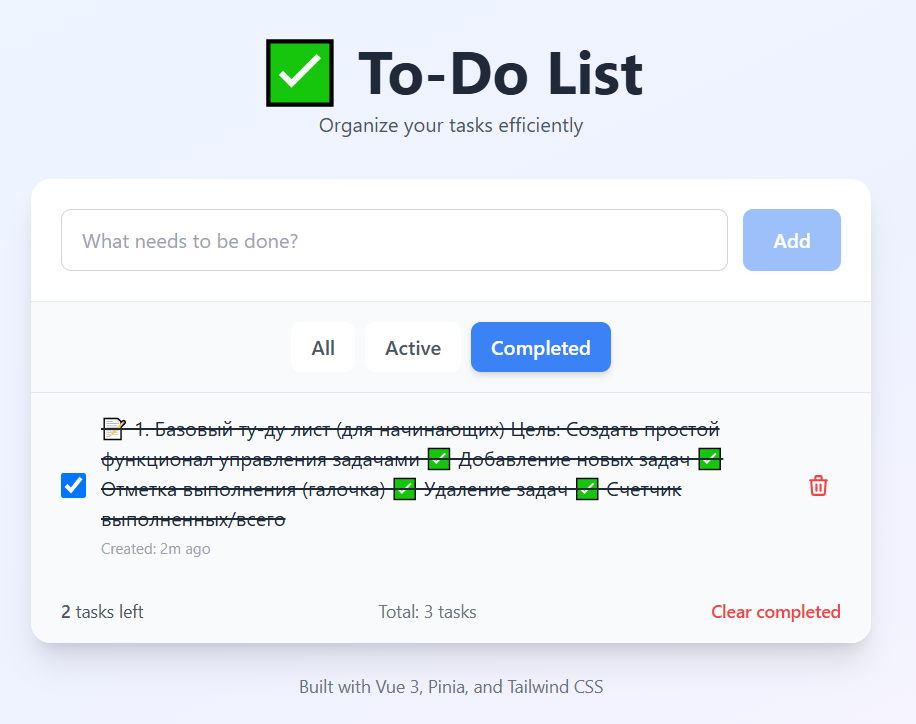 ✅ To-Do List
Organize your tasks efficiently
What needs to be done?
Add
All
Active
Completed
📝 1. Базовый ту-ду лист (для начинающих) Цель: Создать простой
функционал управления задачами ✅ Добавление новых задач ✅
Отметка выполнения (галочка) ✅ Удаление задач ✅ Счетчик
выполненных/всего
Created: 2m ago
2 tasks left
Total: 3 tasks
Clear completed
Built with Vue 3, Pinia, and Tailwind CSS